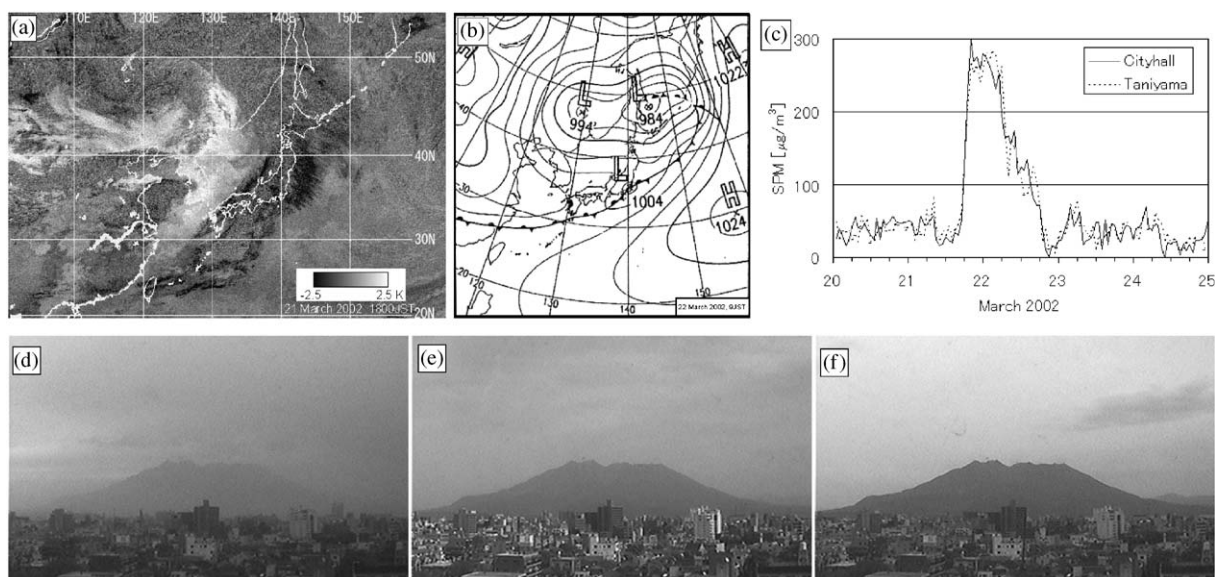 (a)
110E 120E 130E 140E 150E
50N
40N
30N
20N
-2.5 2.5 K
21 March 2002 1800JST
(b)
H
H
1022
L
994
L
984
L
1004
H
1024
40
30
20
120
130
140
150
22 March 2002, 9JST
(c)
Cityhall
Taniyama
SPM [μg/m³]
300
200
100
0
20 21 22 23 24 25
March 2002
(d)
(e)
(f)